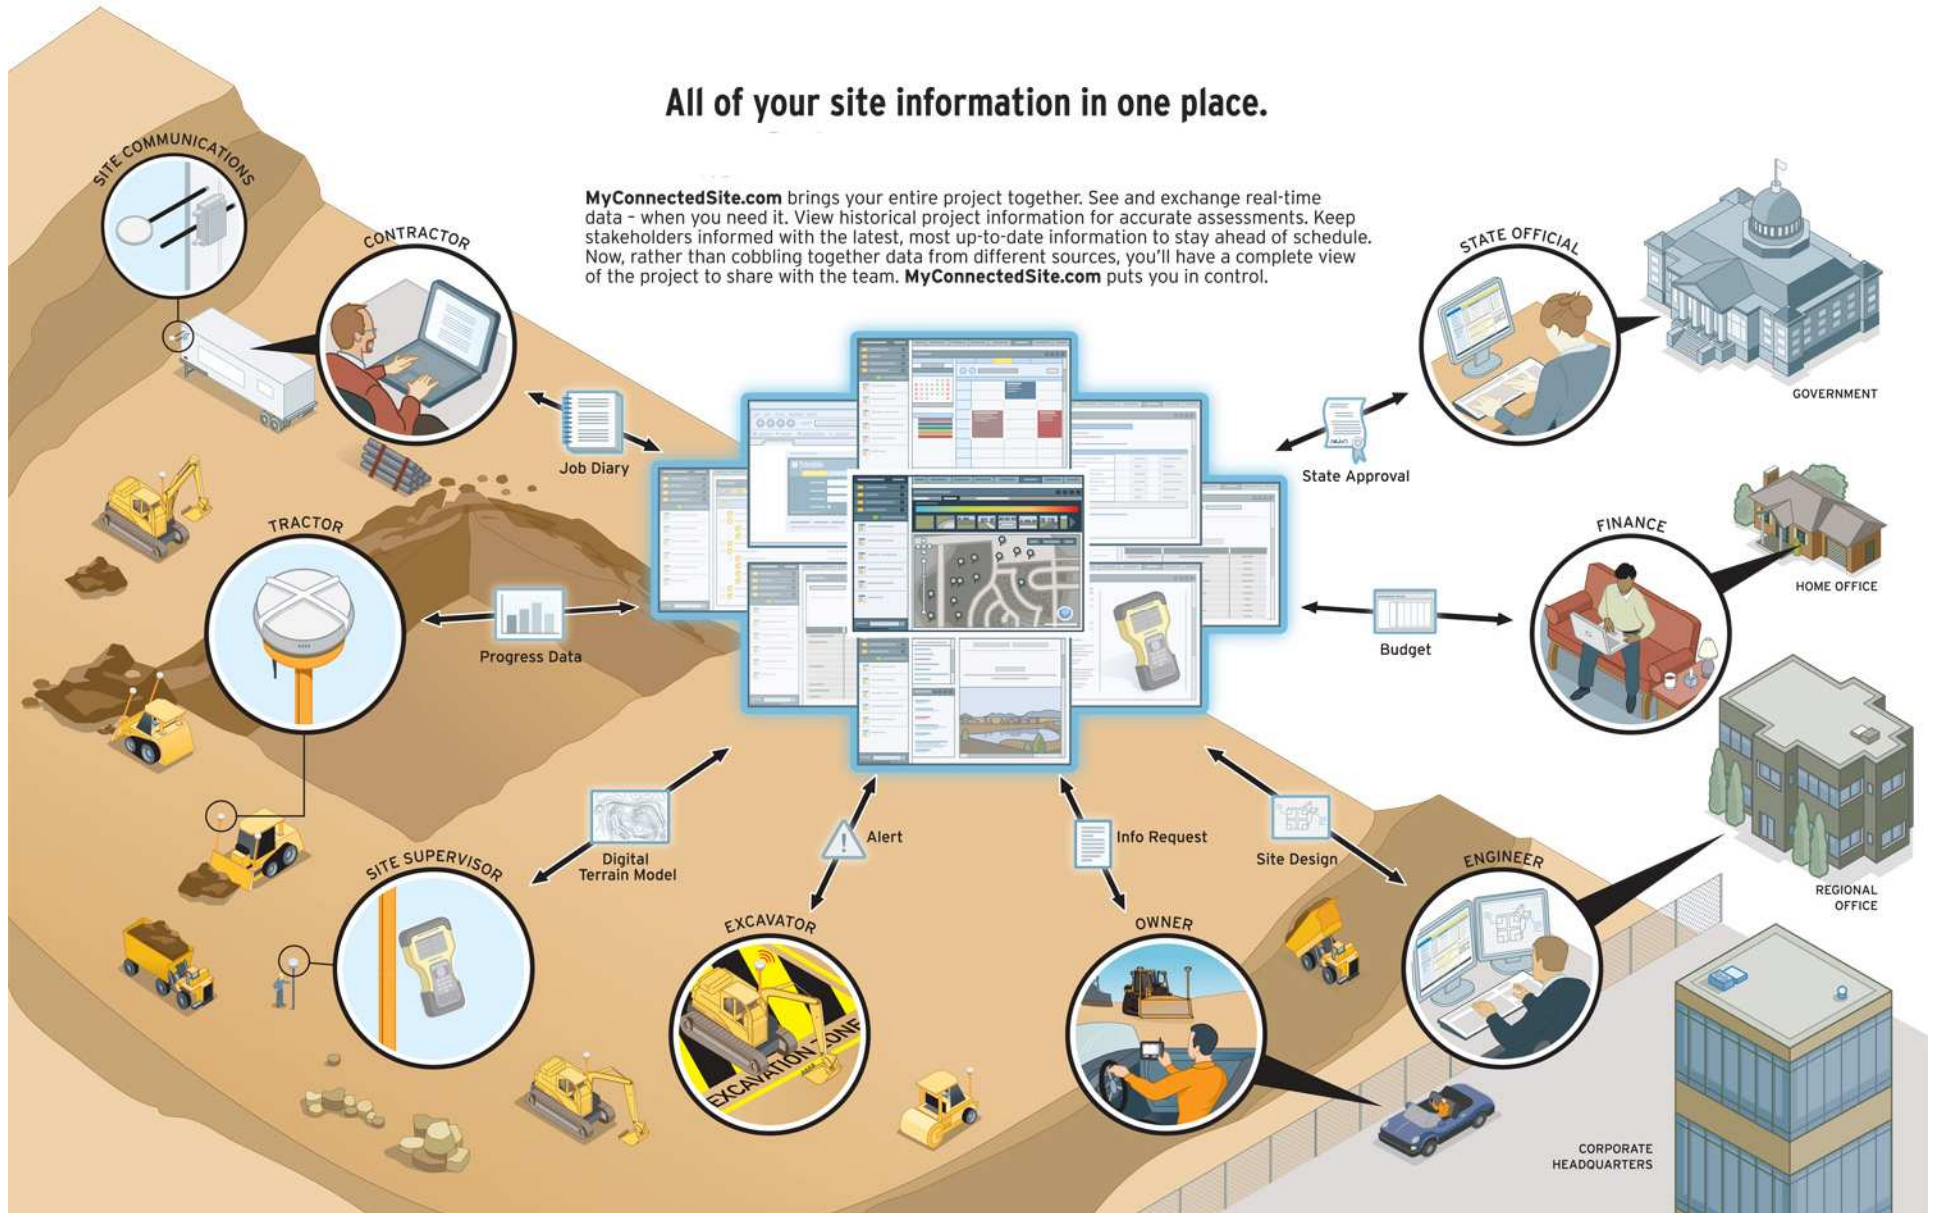 All of your site information in one place.
MyConnectedSite.com brings your entire project together. See and exchange real-time
data – when you need it. View historical project information for accurate assessments. Keep
stakeholders informed with the latest, most up-to-date information to stay ahead of schedule.
Now, rather than cobbling together data from different sources, you'll have a complete view
of the project to share with the team. MyConnectedSite.com puts you in control.
SITE COMMUNICATIONS
CONTRACTOR
STATE OFFICIAL
GOVERNMENT
Job Diary
State Approval
TRACTOR
FINANCE
HOME OFFICE
Progress Data
Budget
Digital
Terrain Model
Alert
Info Request
Site Design
SITE SUPERVISOR
EXCAVATOR
OWNER
ENGINEER
REGIONAL
OFFICE
EXCAVATION ZONE
CORPORATE
HEADQUARTERS